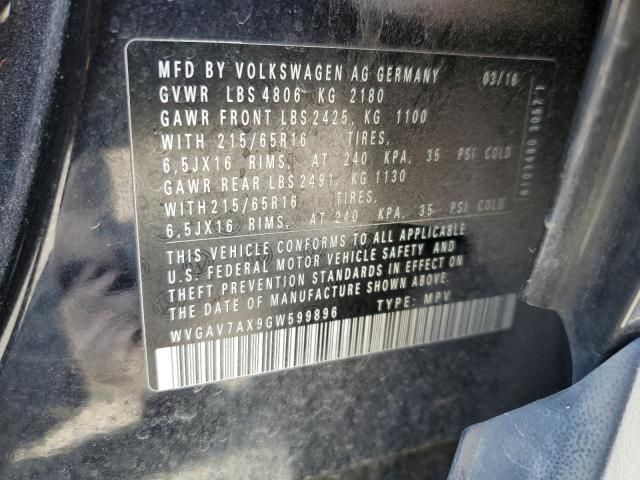 MFD BY VOLKSWAGEN AG GERMANY 03/16
GVWR LBS 4806 KG 2180
GAWR FRONT LBS 2425, KG 1100
WITH 215/65R16 TIRES,
6,5JX16 RIMS, AT 240 KPA, 35 PSI COLD
GAWR REAR LBS 2491, KG 1130
WITH215/65R16 TIRES,
6,5JX16 RIMS, AT 240 KPA, 35 PSI COLD
THIS VEHICLE CONFORMS TO ALL APPLICABLE
U.S. FEDERAL MOTOR VEHICLE SAFETY AND
THEFT PREVENTION STANDARDS IN EFFECT ON
THE DATE OF MANUFACTURE SHOWN ABOVE.
WVGAV7AX9GW599896 TYPE: MPV